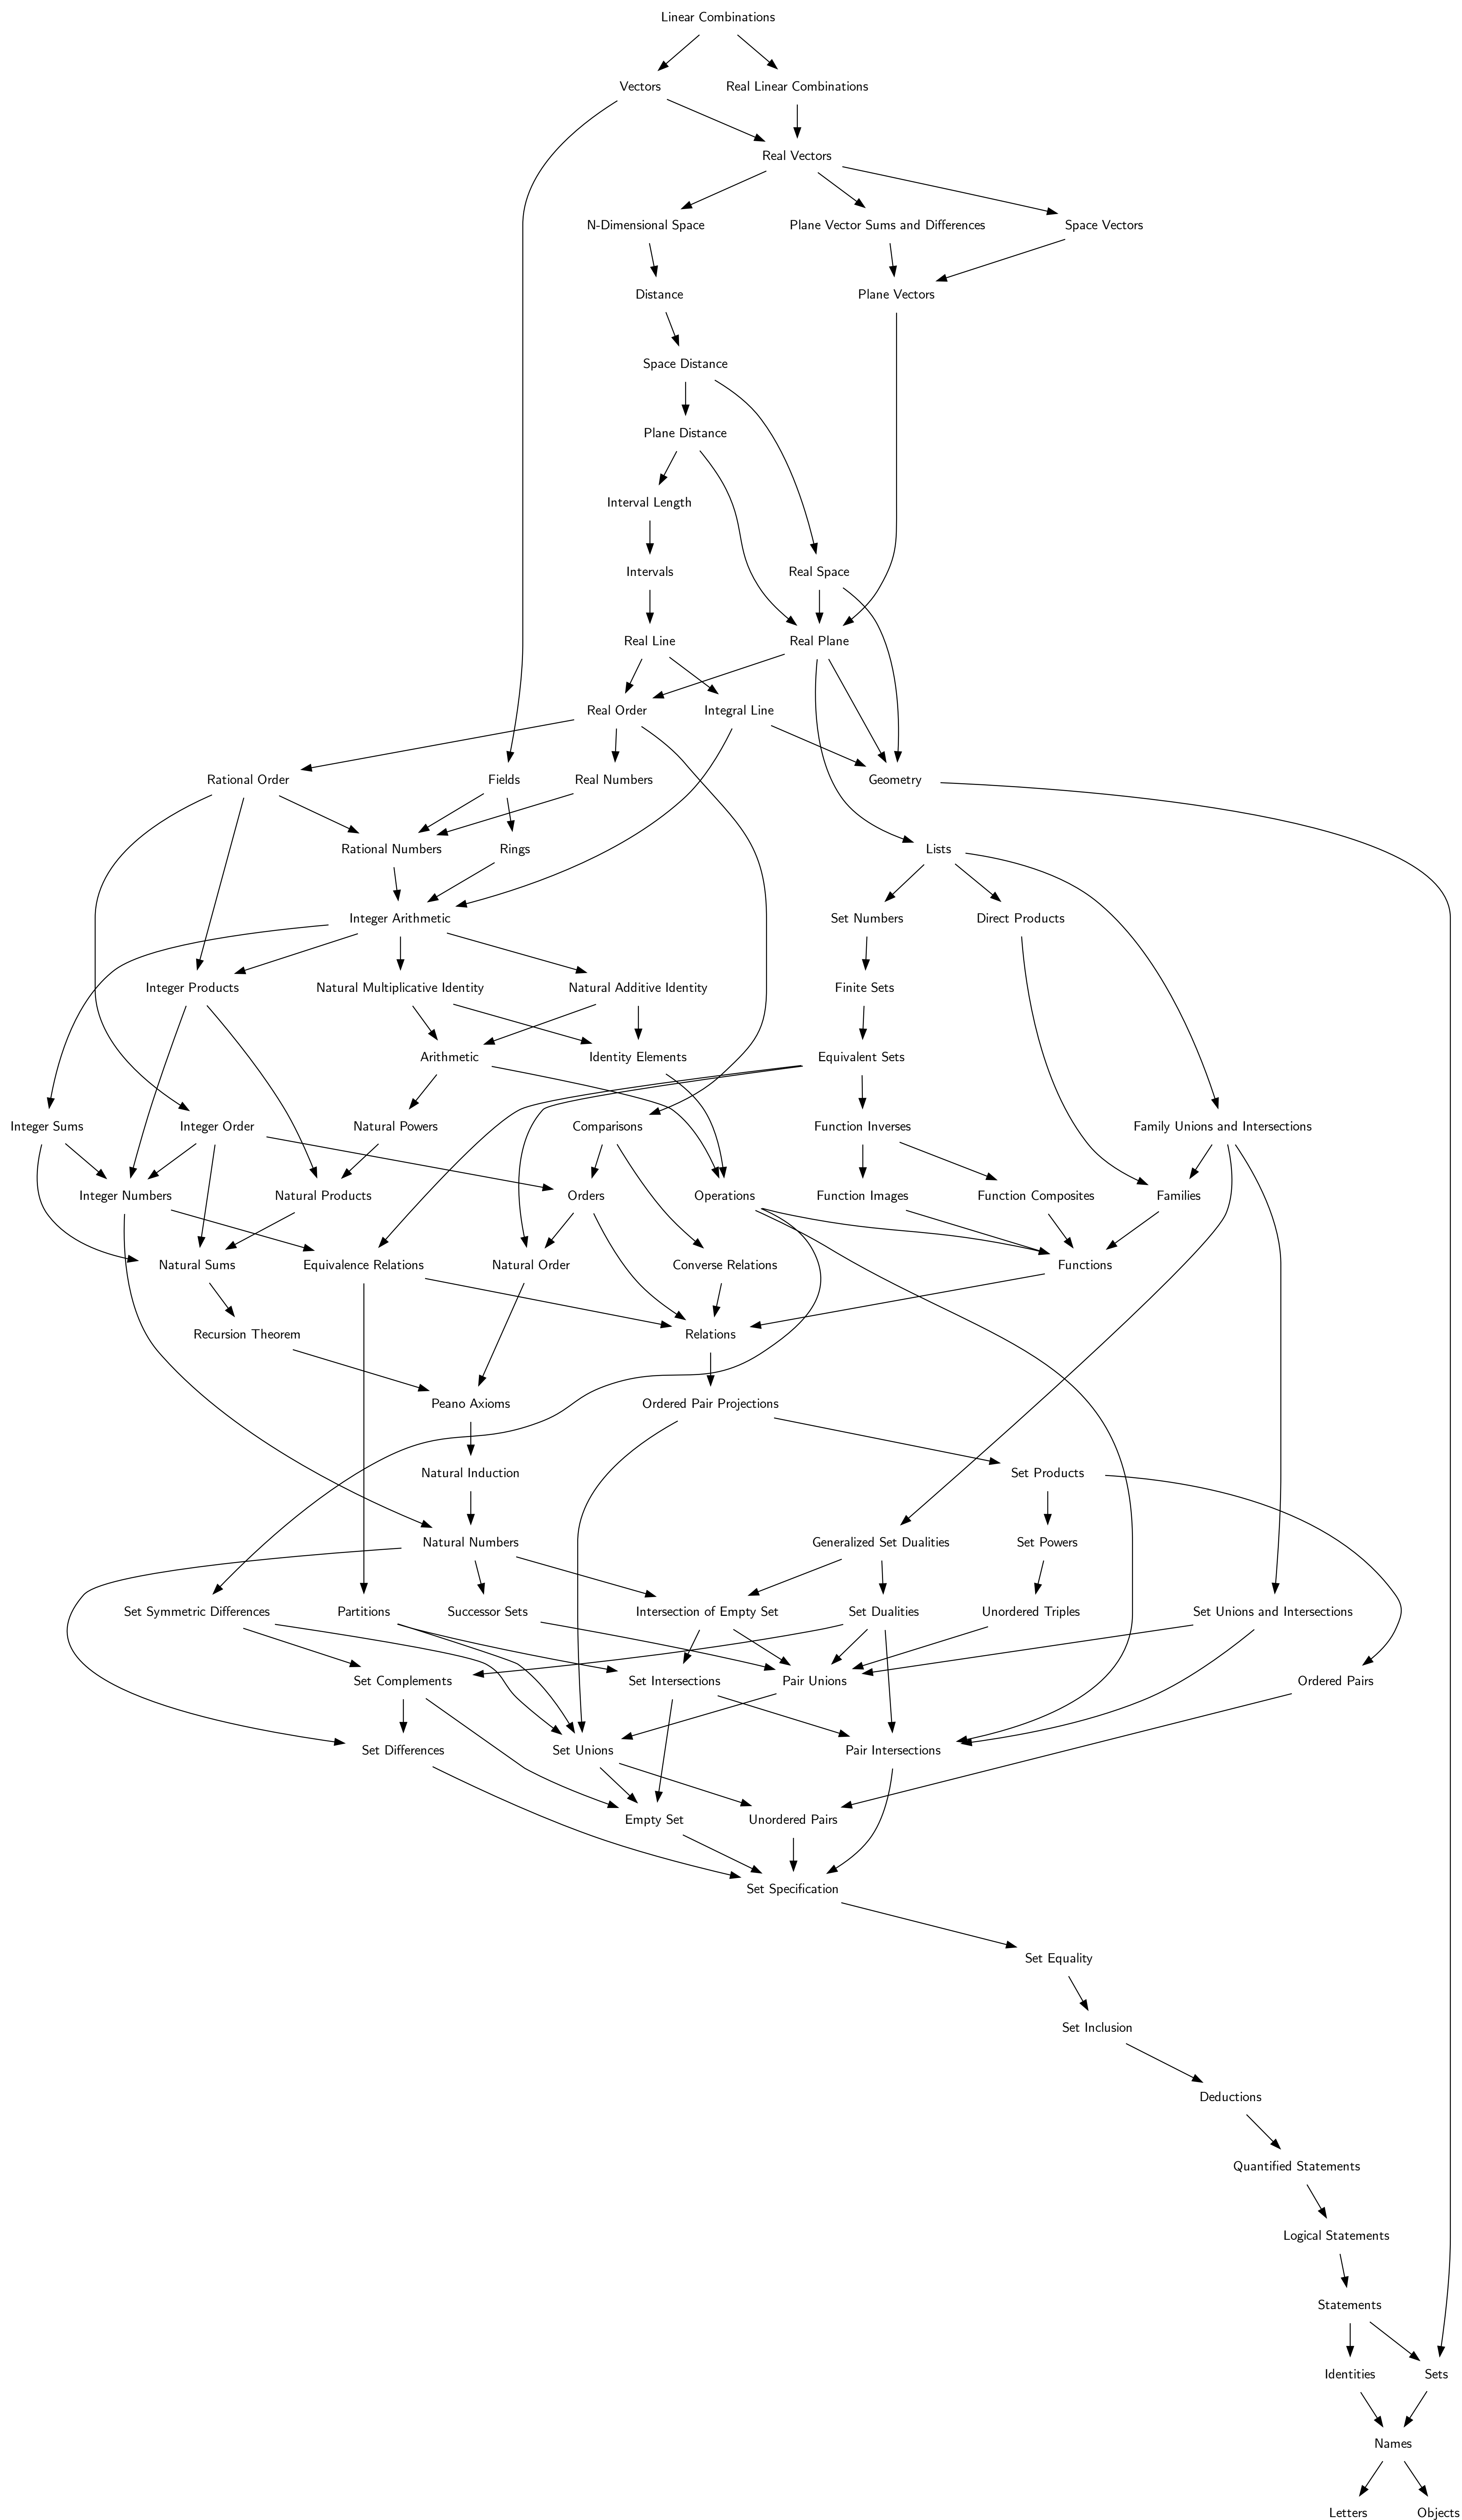 Linear Combinations
Vectors
Real Linear Combinations
Real Vectors
N-Dimensional Space
Plane Vector Sums and Differences
Space Vectors
Distance
Plane Vectors
Space Distance
Plane Distance
Interval Length
Intervals
Real Space
Real Line
Real Plane
Real Order
Integral Line
Rational Order
Fields
Real Numbers
Geometry
Rational Numbers
Rings
Lists
Integer Arithmetic
Set Numbers
Direct Products
Integer Products
Natural Multiplicative Identity
Natural Additive Identity
Finite Sets
Arithmetic
Identity Elements
Equivalent Sets
Integer Sums
Integer Order
Natural Powers
Comparisons
Function Inverses
Family Unions and Intersections
Integer Numbers
Natural Products
Orders
Operations
Function Images
Function Composites
Families
Natural Sums
Equivalence Relations
Natural Order
Converse Relations
Functions
Recursion Theorem
Relations
Peano Axioms
Ordered Pair Projections
Natural Induction
Set Products
Natural Numbers
Generalized Set Dualities
Set Powers
Set Symmetric Differences
Partitions
Successor Sets
Intersection of Empty Set
Set Dualities
Unordered Triples
Set Unions and Intersections
Set Complements
Set Intersections
Pair Unions
Ordered Pairs
Set Differences
Set Unions
Pair Intersections
Empty Set
Unordered Pairs
Set Specification
Set Equality
Set Inclusion
Deductions
Quantified Statements
Logical Statements
Statements
Identities
Sets
Names
Letters
Objects